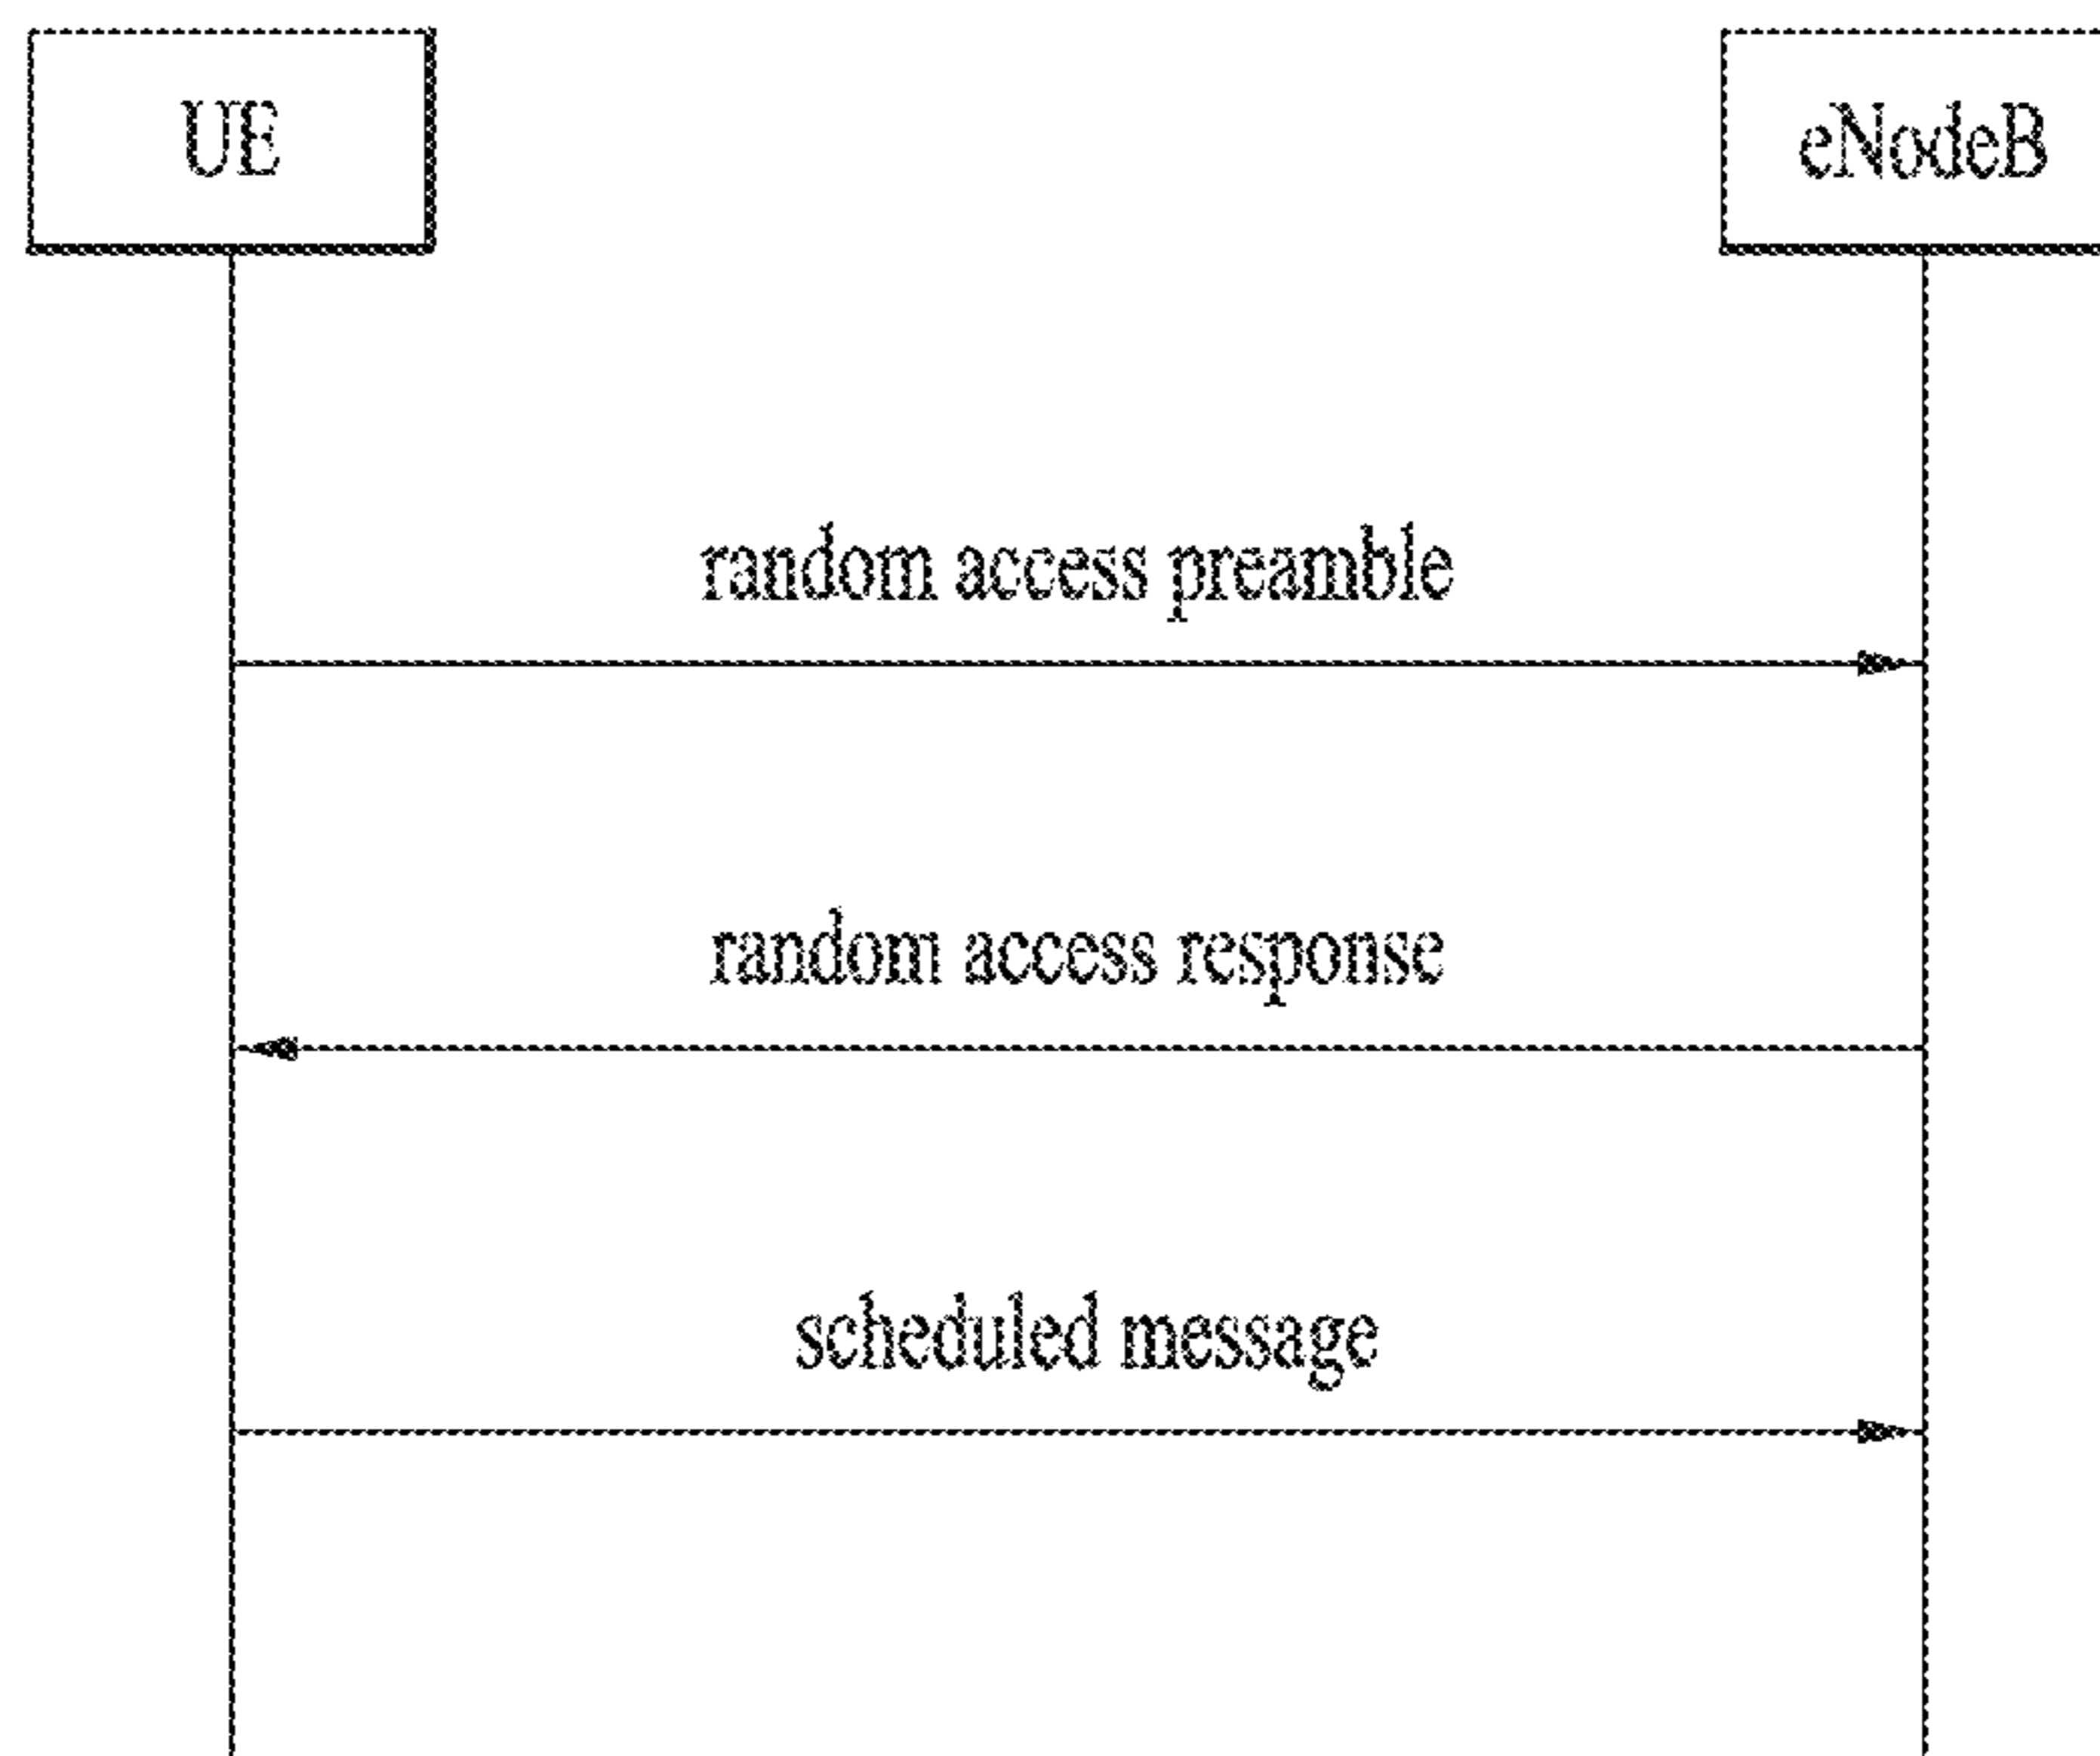 UE
eNodeB
random access preamble
random access response
scheduled message